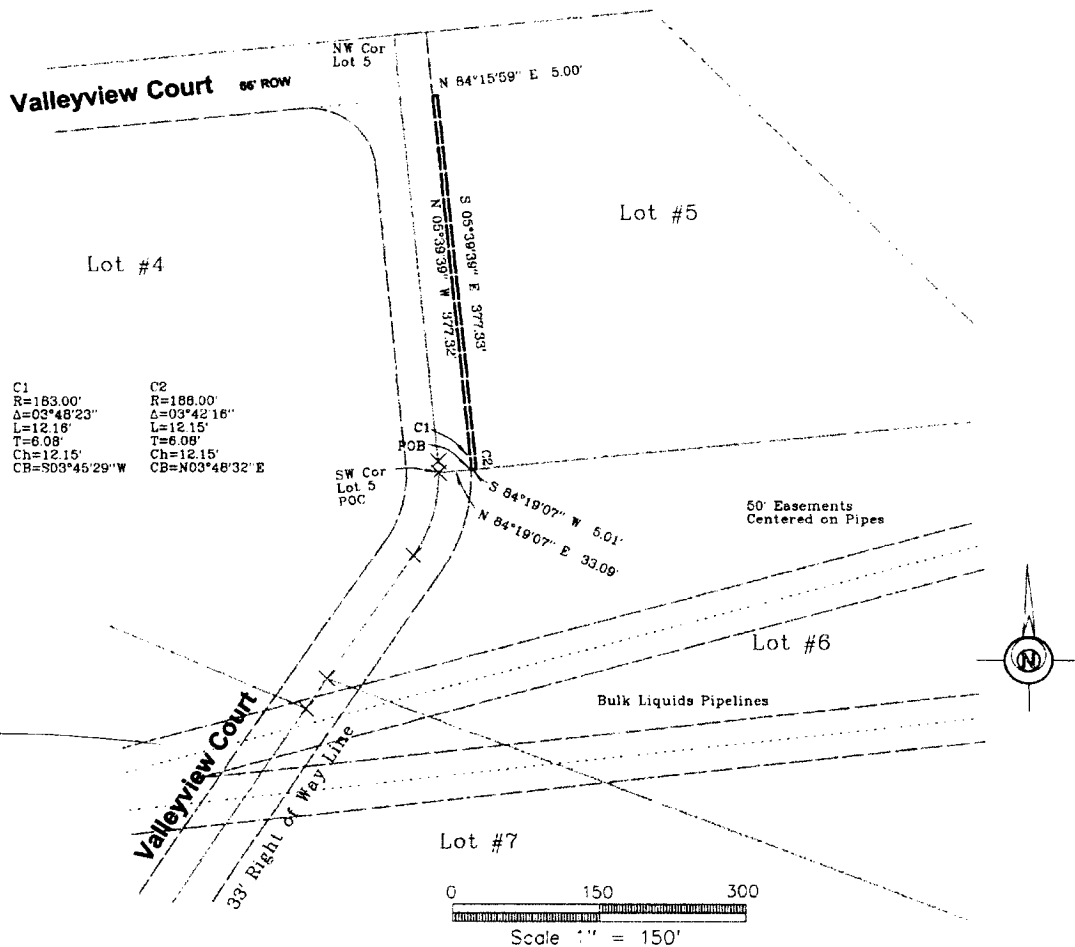 NW Cor
Lot 5
Valleyview Court 66' ROW
N 84°15'59" E 5.00'
Lot #5
S 05°39'39" E 377.33'
N 05°39'39" W 377.32'
Lot #4
C1
R=183.00'
Δ=03°48'23"
L=12.16'
T=6.08'
Ch=12.15'
CB=S03°45'29"W
C2
R=188.00'
Δ=03°42'16"
L=12.15'
T=6.08'
Ch=12.15'
CB=N03°48'32"E
C1
POB
C2
SW Cor
Lot 5
POC
S 84°19'07" W 5.01'
N 84°19'07" E 33.09'
50' Easements
Centered on Pipes
Lot #6
N
Bulk Liquids Pipelines
Valleyview Court
33' Right of Way Line
Lot #7
0 150 300
Scale 1" = 150'